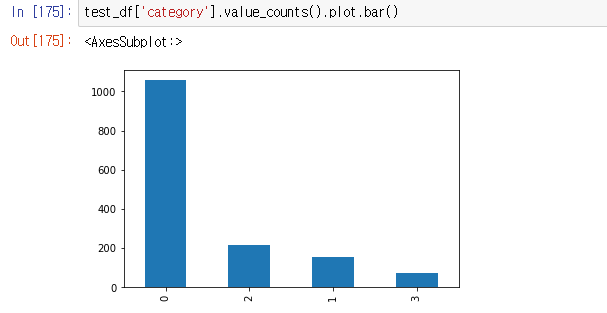 In [175]: test_df['category'].value_counts().plot.bar()
Out[175]: <AxesSubplot:>
1000
800
600
400
200
0
0 2 1 3